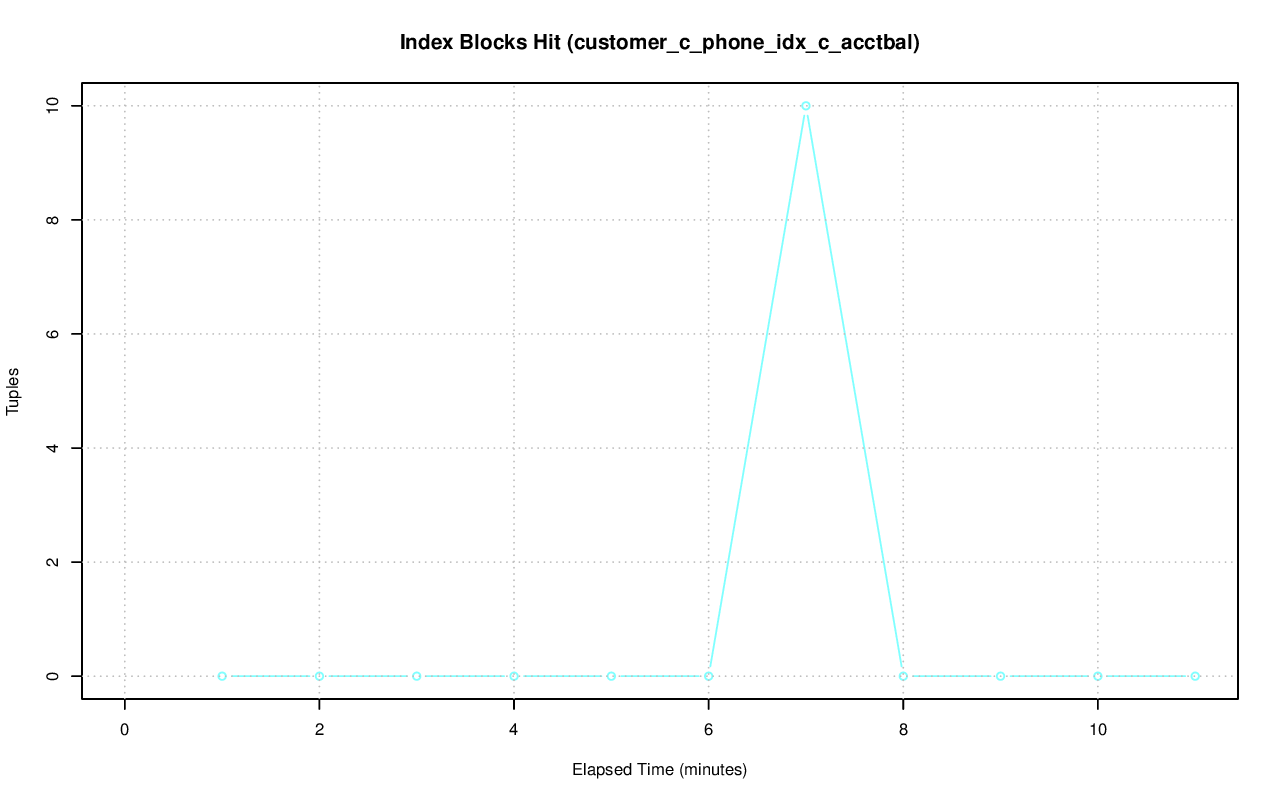 Index Blocks Hit (customer_c_phone_idx_c_acctbal)
10
8
6
4
2
0
Tuples
0 2 4 6 8 10
Elapsed Time (minutes)